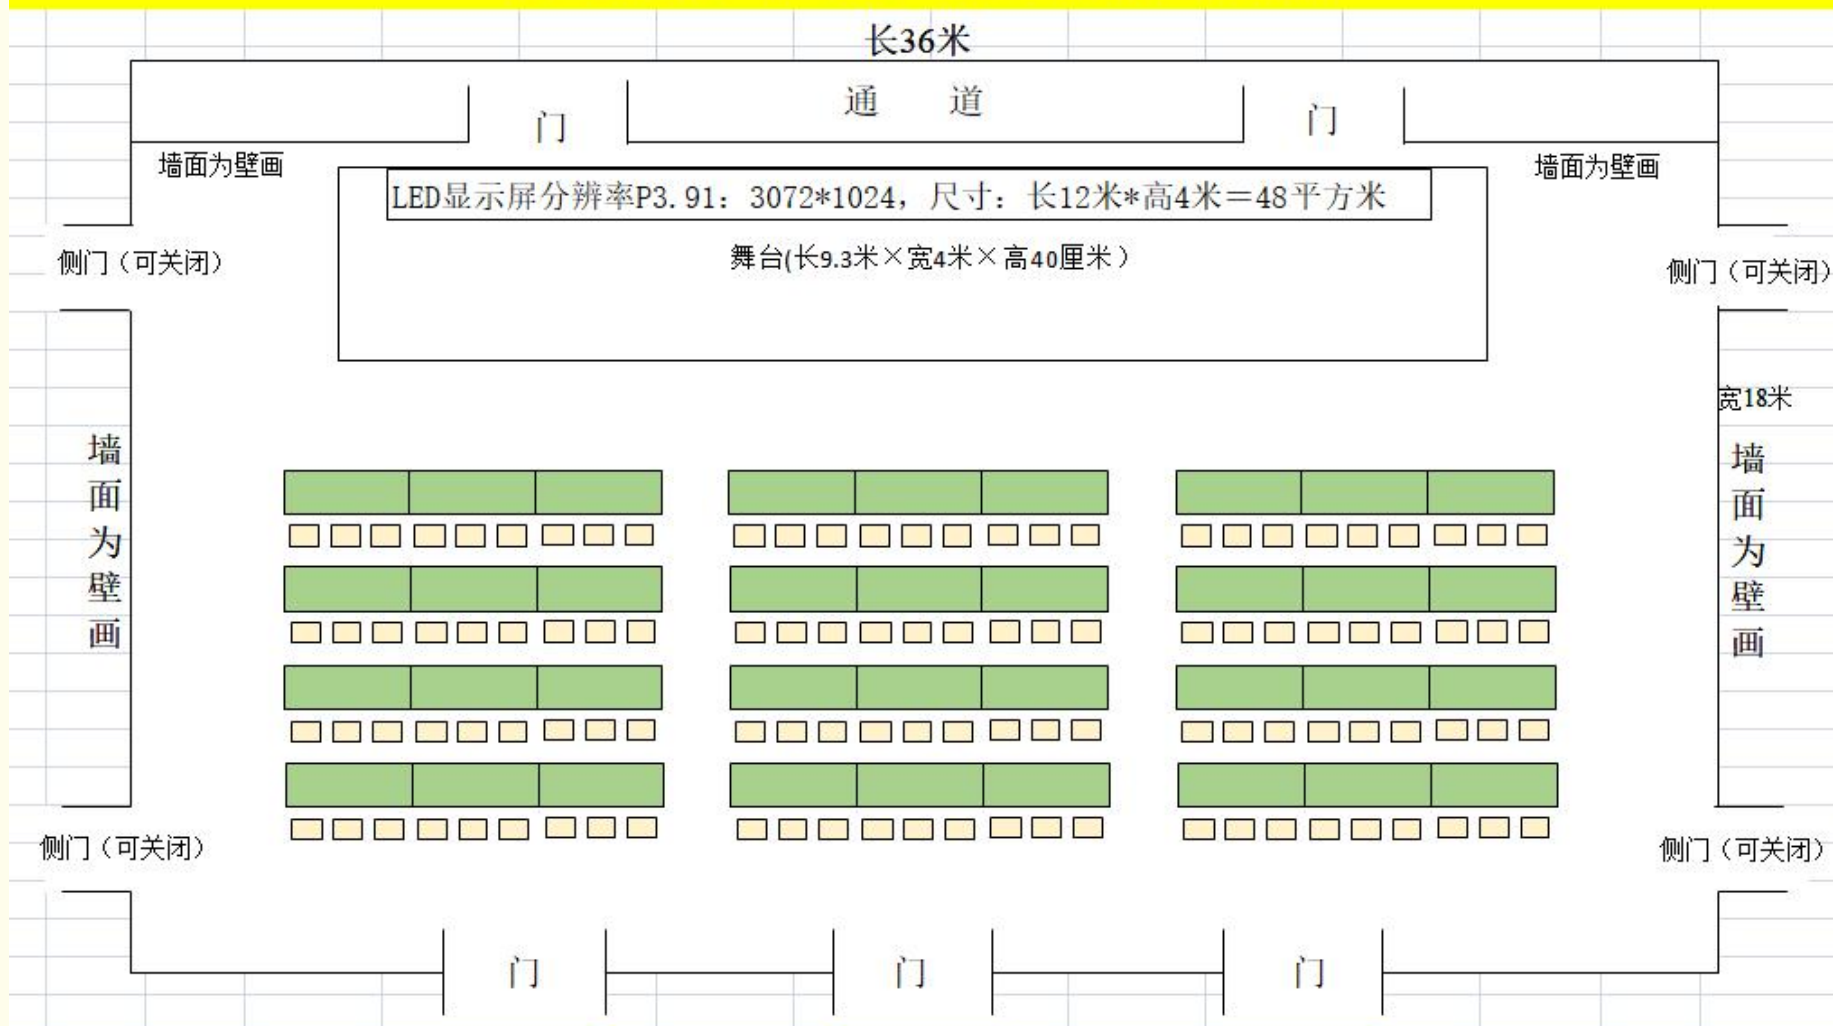 长36米
通 道
门
门
墙面为壁画
墙面为壁画
LED显示屏分辨率P3.91：3072*1024，尺寸：长12米*高4米＝48平方米
舞台(长9.3米×宽4米×高40厘米）
侧门（可关闭）
侧门（可关闭）
宽18米
墙面为壁画
墙面为壁画
侧门（可关闭）
侧门（可关闭）
门
门
门